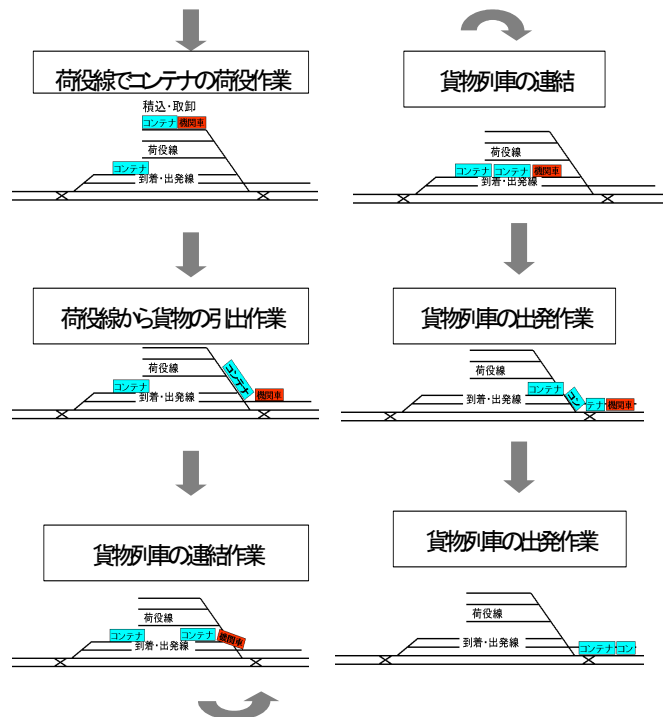 荷役線でコンテナの荷役作業
積込・取卸
コンテナ 機関車
荷役線
コンテナ
到着・出発線
荷役線から貨物の引出作業
荷役線
コンテナ
コンテナ
機関車
到着・出発線
貨物列車の連結作業
荷役線
コンテナ
コンテナ
機関車
到着・出発線
貨物列車の連結
荷役線
コンテナ コンテナ 機関車
到着・出発線
貨物列車の出発作業
荷役線
コンテナ
コン
テナ 機関車
到着・出発線
貨物列車の出発作業
荷役線
到着・出発線
コンテナ コン